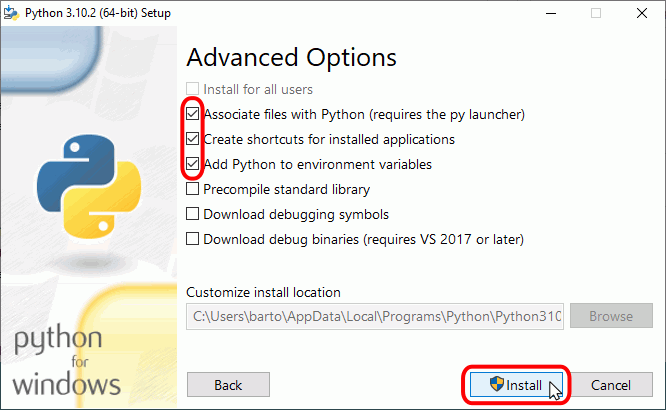 Python 3.10.2 (64-bit) Setup
Advanced Options
Install for all users
Associate files with Python (requires the py launcher)
Create shortcuts for installed applications
Add Python to environment variables
Precompile standard library
Download debugging symbols
Download debug binaries (requires VS 2017 or later)
Customize install location
C:\Users\barto\AppData\Local\Programs\Python\Python310
Browse
python
for
windows
Back
Install
Cancel